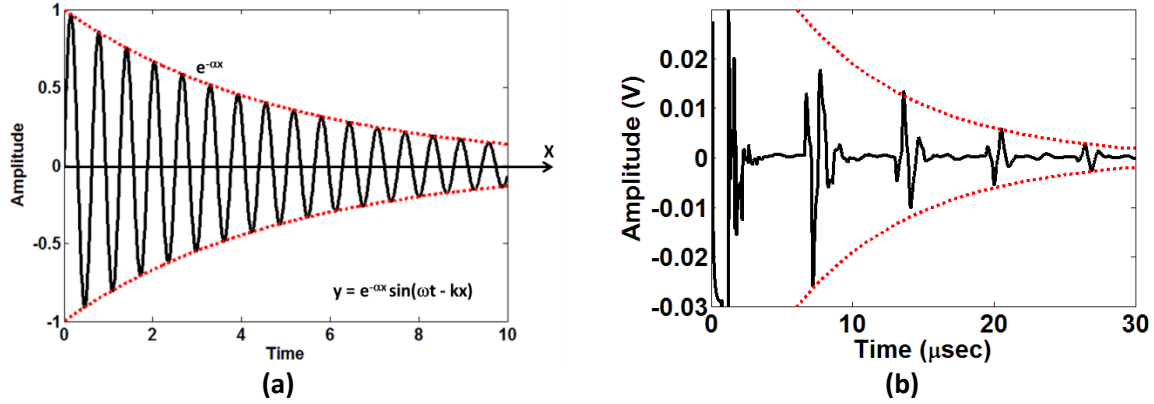 1
0.5
0
-0.5
-1
Amplitude
e^-αx
X
y = e^-αx sin(ωt - kx)
0 2 4 6 8 10
Time
(a)
0.02
0.01
0
-0.01
-0.02
-0.03
Amplitude (V)
0 10 20 30
Time (μsec)
(b)